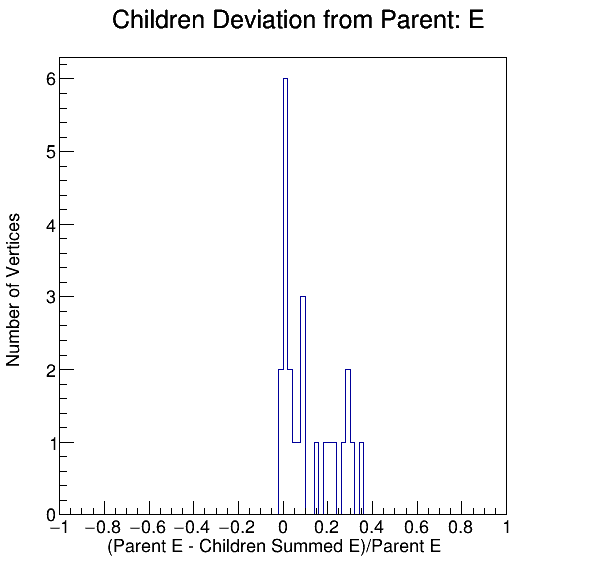 Children Deviation from Parent: E
Number of Vertices
6
5
4
3
2
1
0
−1 −0.8 −0.6 −0.4 −0.2 0 0.2 0.4 0.6 0.8 1
(Parent E - Children Summed E)/Parent E